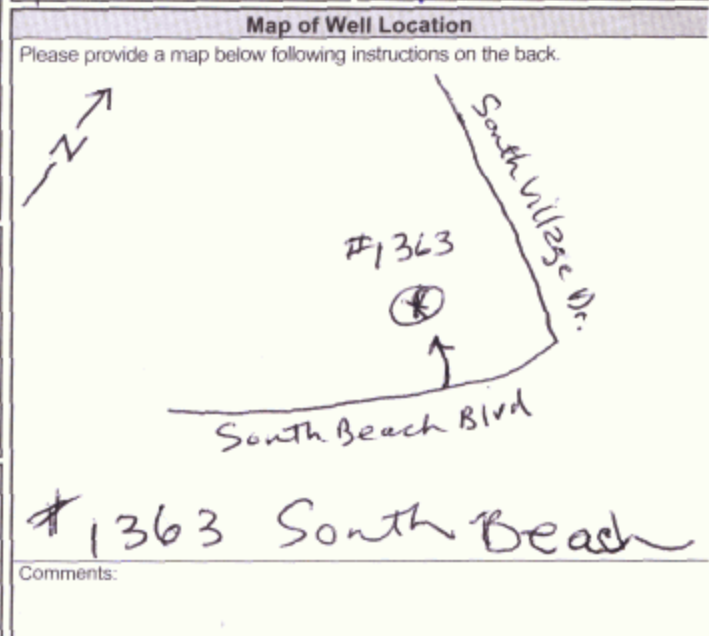 Map of Well Location
Please provide a map below following instructions on the back.
N
South Village Dr.
#1363
South Beach Blvd
#1363 South Beach
Comments: